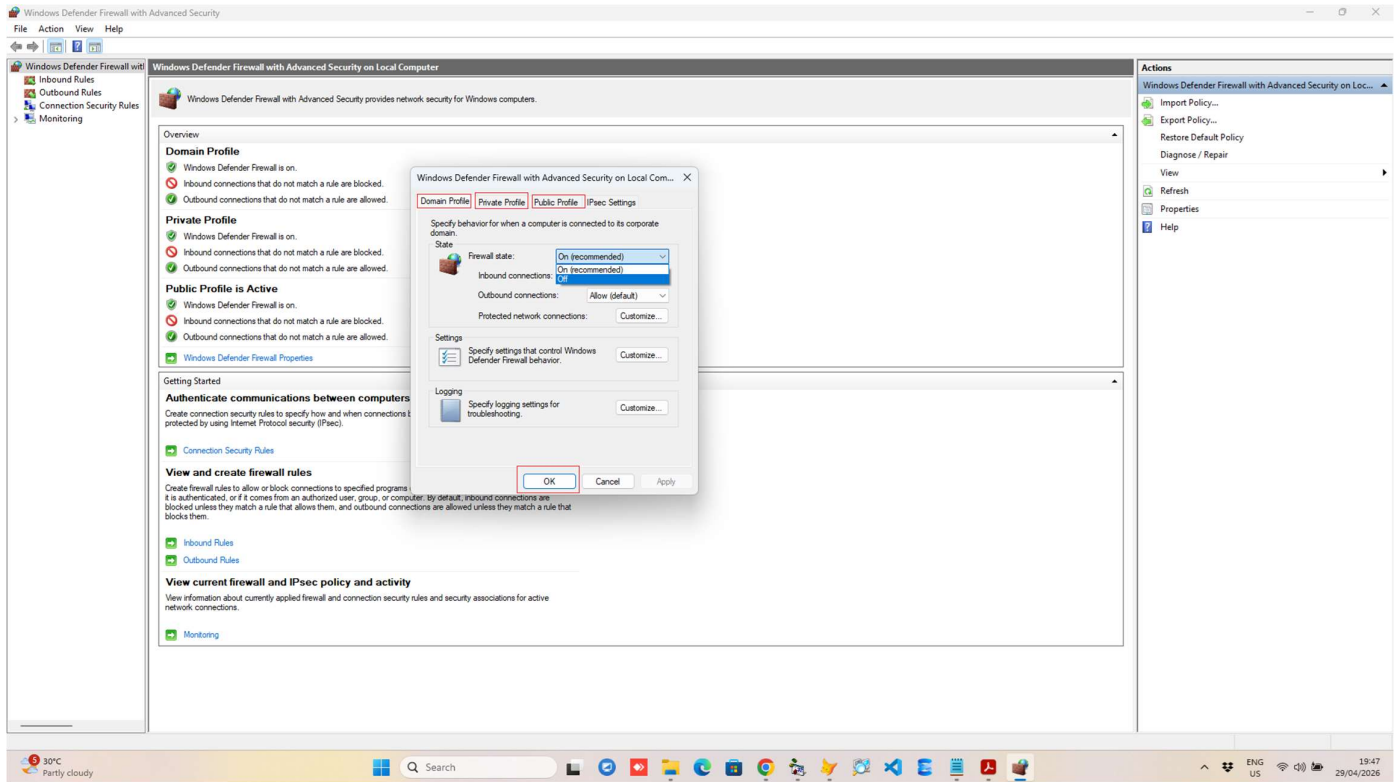 Windows Defender Firewall with Advanced Security
File Action View Help
Windows Defender Firewall witl
Inbound Rules
Outbound Rules
Connection Security Rules
Monitoring
Windows Defender Firewall with Advanced Security on Local Computer
Windows Defender Firewall with Advanced Security provides network security for Windows computers.
Overview
Domain Profile
Windows Defender Firewall is on.
Inbound connections that do not match a rule are blocked.
Outbound connections that do not match a rule are allowed.
Private Profile
Windows Defender Firewall is on.
Inbound connections that do not match a rule are blocked.
Outbound connections that do not match a rule are allowed.
Public Profile is Active
Windows Defender Firewall is on.
Inbound connections that do not match a rule are blocked.
Outbound connections that do not match a rule are allowed.
Windows Defender Firewall Properties
Getting Started
Authenticate communications between computers
Create connection security rules to specify how and when connections
protected by using Internet Protocol security (IPsec).
Connection Security Rules
View and create firewall rules
Create firewall rules to allow or block connections to specified programs
it is authenticated, or if it comes from an authorized user, group, or computer. By default, inbound connections are
blocked unless they match a rule that allows them, and outbound connections are allowed unless they match a rule that
blocks them.
Inbound Rules
Outbound Rules
View current firewall and IPsec policy and activity
View information about currently applied firewall and connection security rules and security associations for active
network connections.
Monitoring
Windows Defender Firewall with Advanced Security on Local Com...
Domain Profile Private Profile Public Profile IPsec Settings
Specify behavior for when a computer is connected to its corporate
domain.
State
Firewall state: On (recommended)
On (recommended)
Off
Inbound connections:
Outbound connections: Allow (default)
Protected network connections: Customize...
Settings
Specify settings that control Windows
Defender Firewall behavior.
Customize...
Logging
Specify logging settings for
troubleshooting.
Customize...
OK Cancel Apply
Actions
Windows Defender Firewall with Advanced Security on Loc...
Import Policy...
Export Policy...
Restore Default Policy
Diagnose / Repair
View
Refresh
Properties
Help
5
30°C
Partly cloudy
Search
ENG
US
19:47
29/04/2026